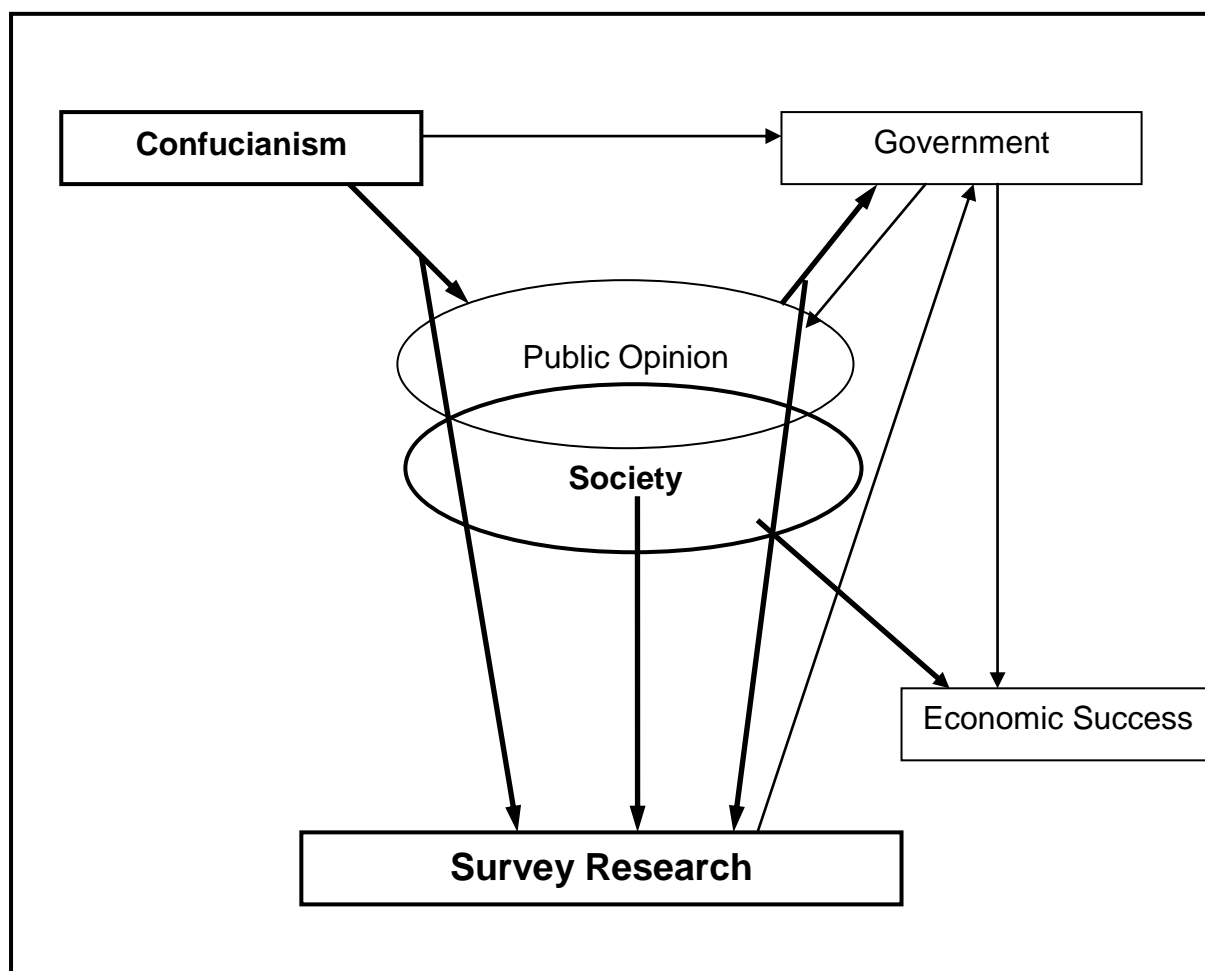 Confucianism
Government
Public Opinion
Society
Economic Success
Survey Research